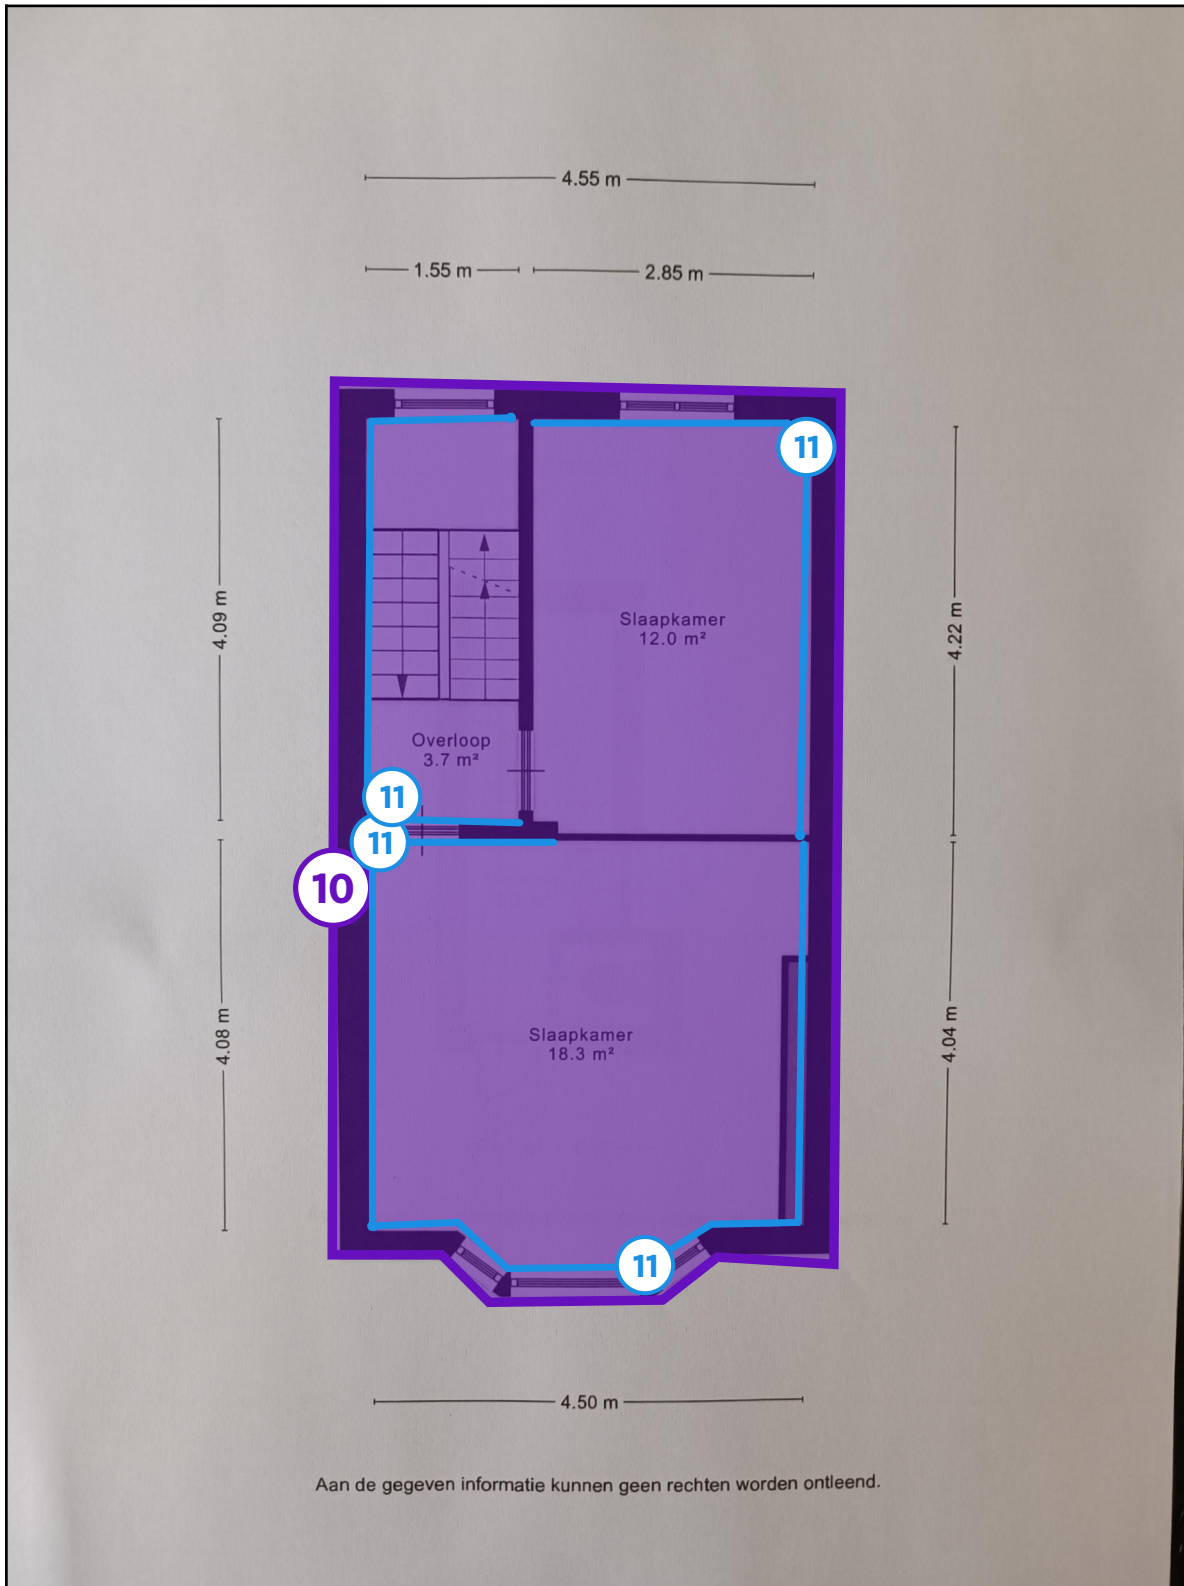 4.55 m
1.55 m
2.85 m
11
4.09 m
4.22 m
Slaapkamer
12.0 m²
Overloop
3.7 m²
11
11
10
4.08 m
4.04 m
Slaapkamer
18.3 m²
11
4.50 m
Aan de gegeven informatie kunnen geen rechten worden ontleend.